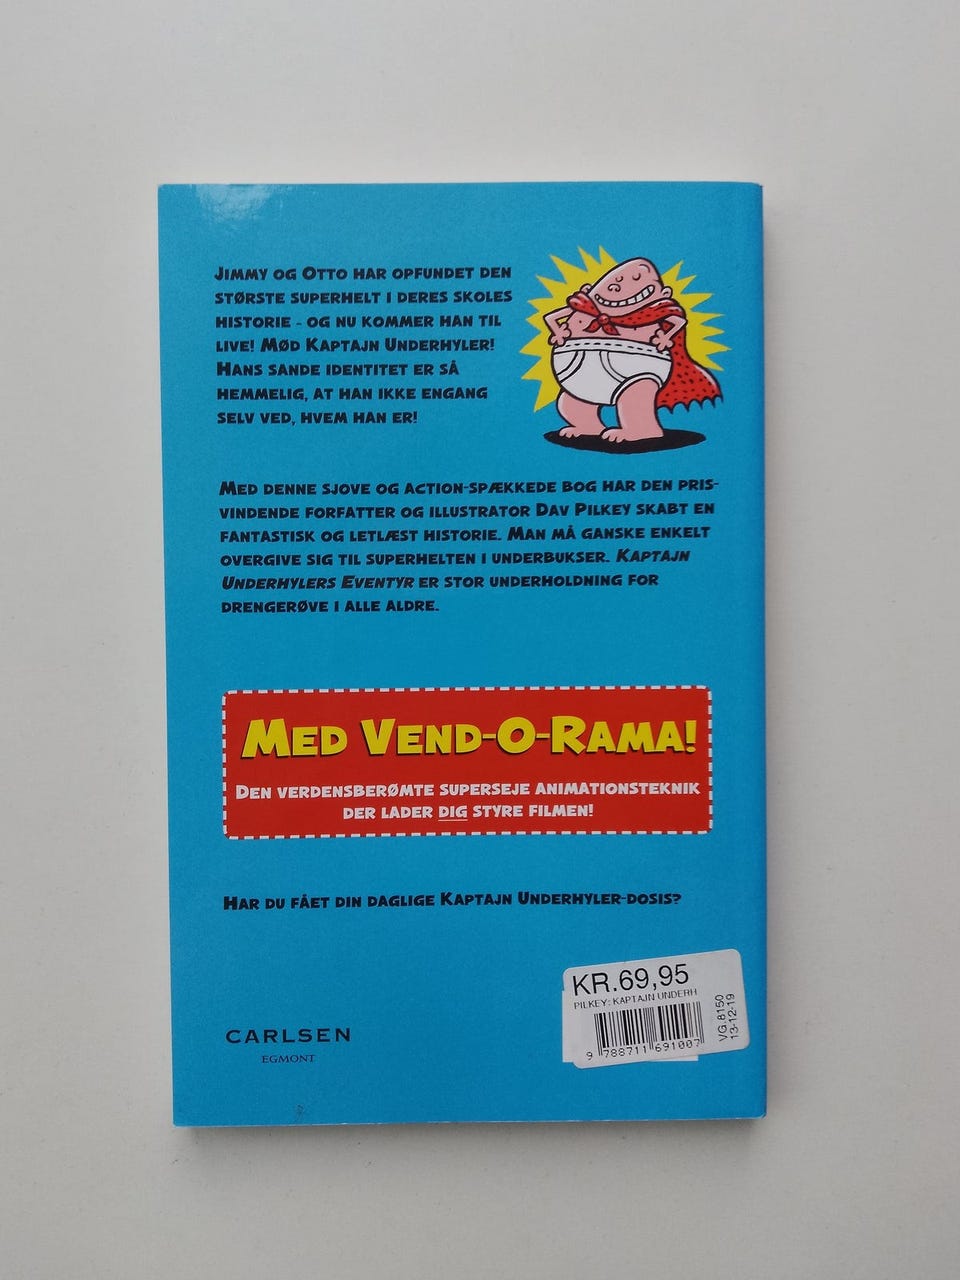 JIMMY OG OTTO HAR OPFUNDET DEN
STØRSTE SUPERHELT I DERES SKOLES
HISTORIE - OG NU KOMMER HAN TIL
LIVE! MØD KAPTAJN UNDERHYLER!
HANS SANDE IDENTITET ER SÅ
HEMMELIG, AT HAN IKKE ENGANG
SELV VED, HVEM HAN ER!
MED DENNE SJOVE OG ACTION-SPÆKKEDE BOG HAR DEN PRIS-
VINDENDE FORFATTER OG ILLUSTRATOR DAV PILKEY SKABT EN
FANTASTISK OG LETLÆST HISTORIE. MAN MÅ GANSKE ENKELT
OVERGIVE SIG TIL SUPERHELTEN I UNDERBUKSER. KAPTAJN
UNDERHYLERS EVENTYR ER STOR UNDERHOLDNING FOR
DRENGERØVE I ALLE ALDRE.
MED VEND-O-RAMA!
DEN VERDENSBERØMTE SUPERSEJE ANIMATIONSTEKNIK
DER LADER DIG STYRE FILMEN!
HAR DU FÅET DIN DAGLIGE KAPTAJN UNDERHYLER-DOSIS?
KR.69,95
PILKEY: KAPTAJN UNDERH
9 788711 691007
VG.8150
13-12-19
CARLSEN
EGMONT